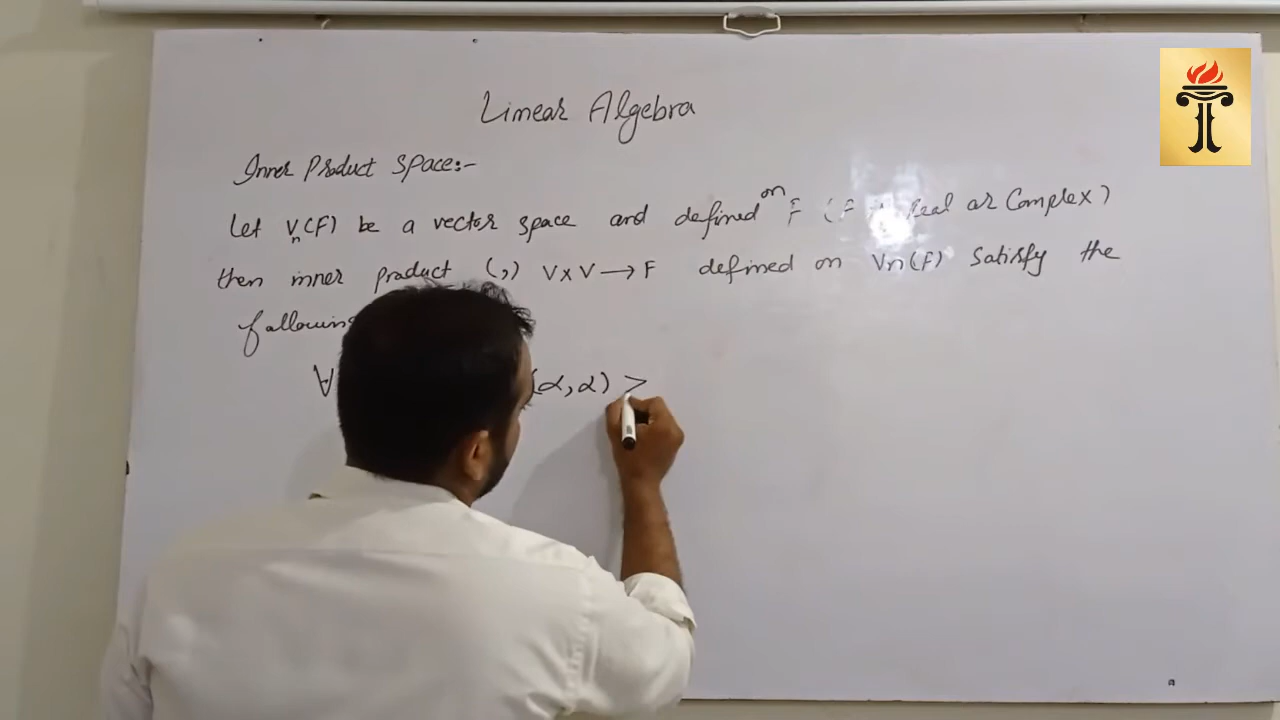 Linear Algebra
Inner Product Space:-
Let Vn(F) be a vector space and defined on F (F is Real or Complex)
then inner product (,) V×V → F defined on Vn(F) Satisfy the
following
∀ (α,α) >